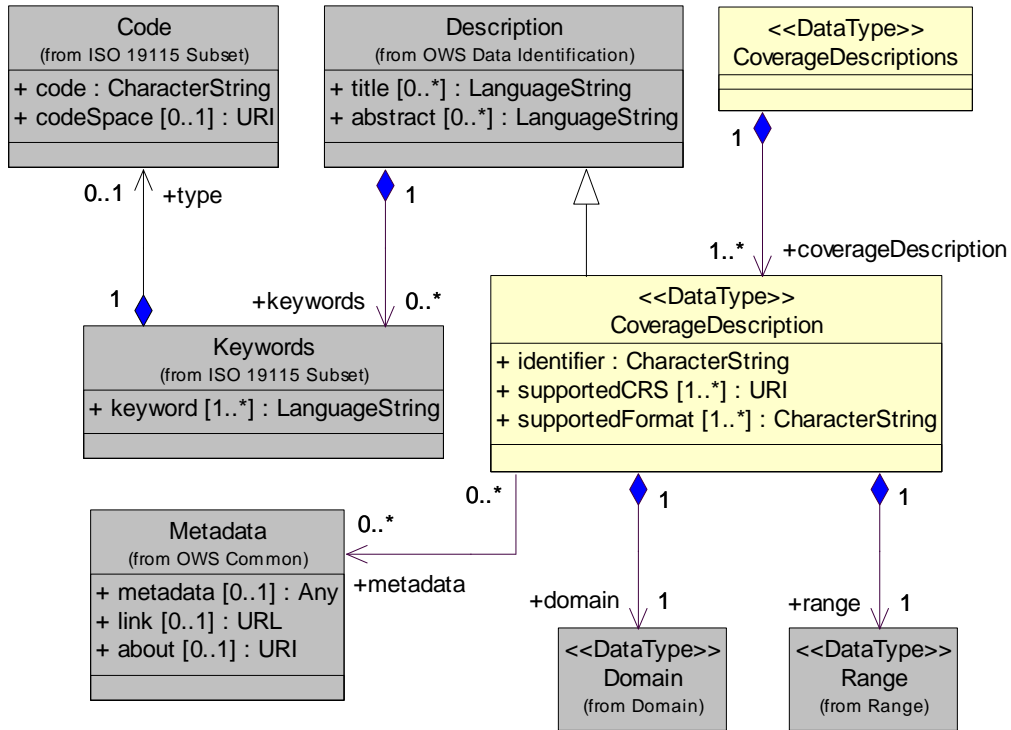 Code
(from ISO 19115 Subset)
+ code : CharacterString
+ codeSpace [0..1] : URI
Description
(from OWS Data Identification)
+ title [0..*] : LanguageString
+ abstract [0..*] : LanguageString
<<DataType>>
CoverageDescriptions
0..1
+type
1
1
+keywords
0..*
1
1..*
+coverageDescription
Keywords
(from ISO 19115 Subset)
+ keyword [1..*] : LanguageString
<<DataType>>
CoverageDescription
+ identifier : CharacterString
+ supportedCRS [1..*] : URI
+ supportedFormat [1..*] : CharacterString
0..*
0..*
+metadata
Metadata
(from OWS Common)
+ metadata [0..1] : Any
+ link [0..1] : URL
+ about [0..1] : URI
1
+domain
1
1
+range
1
<<DataType>>
Domain
(from Domain)
<<DataType>>
Range
(from Range)